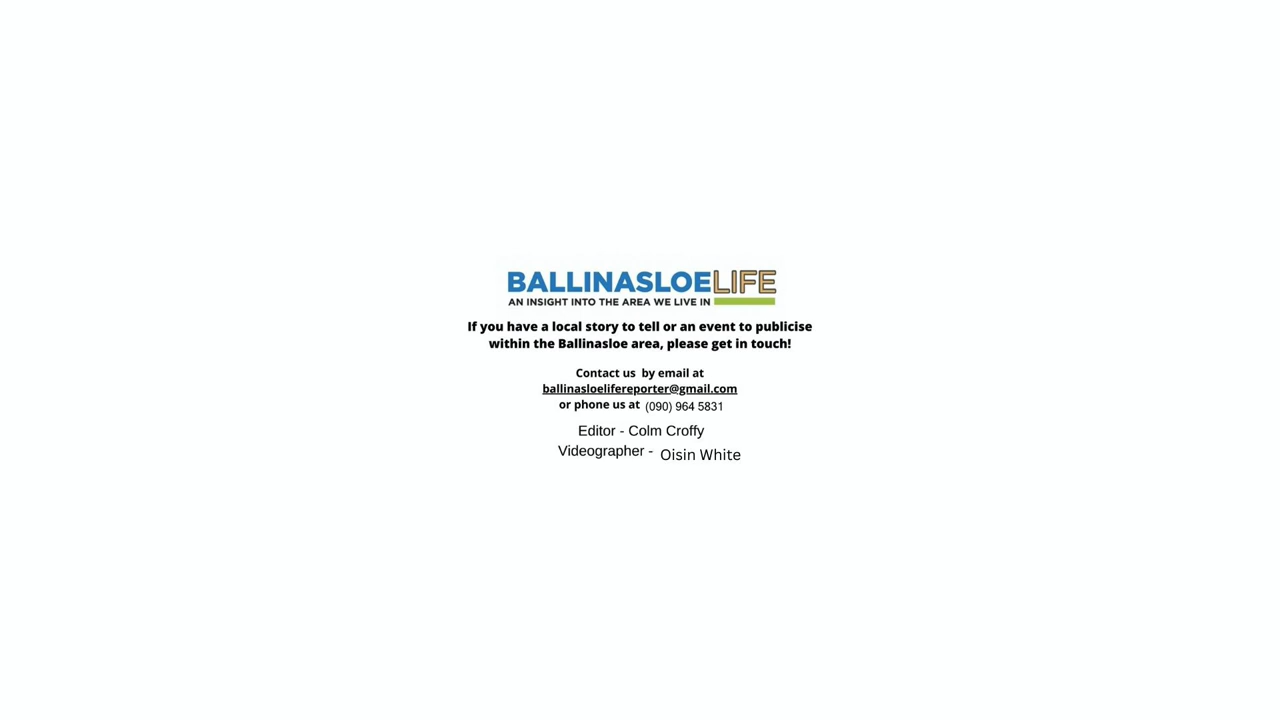 BALLINASLOELIFE
AN INSIGHT INTO THE AREA WE LIVE IN
If you have a local story to tell or an event to publicise
within the Ballinasloe area, please get in touch!
Contact us by email at
ballinasloelifereporter@gmail.com
or phone us at (090) 964 5831
Editor - Colm Croffy
Videographer - Oisin White